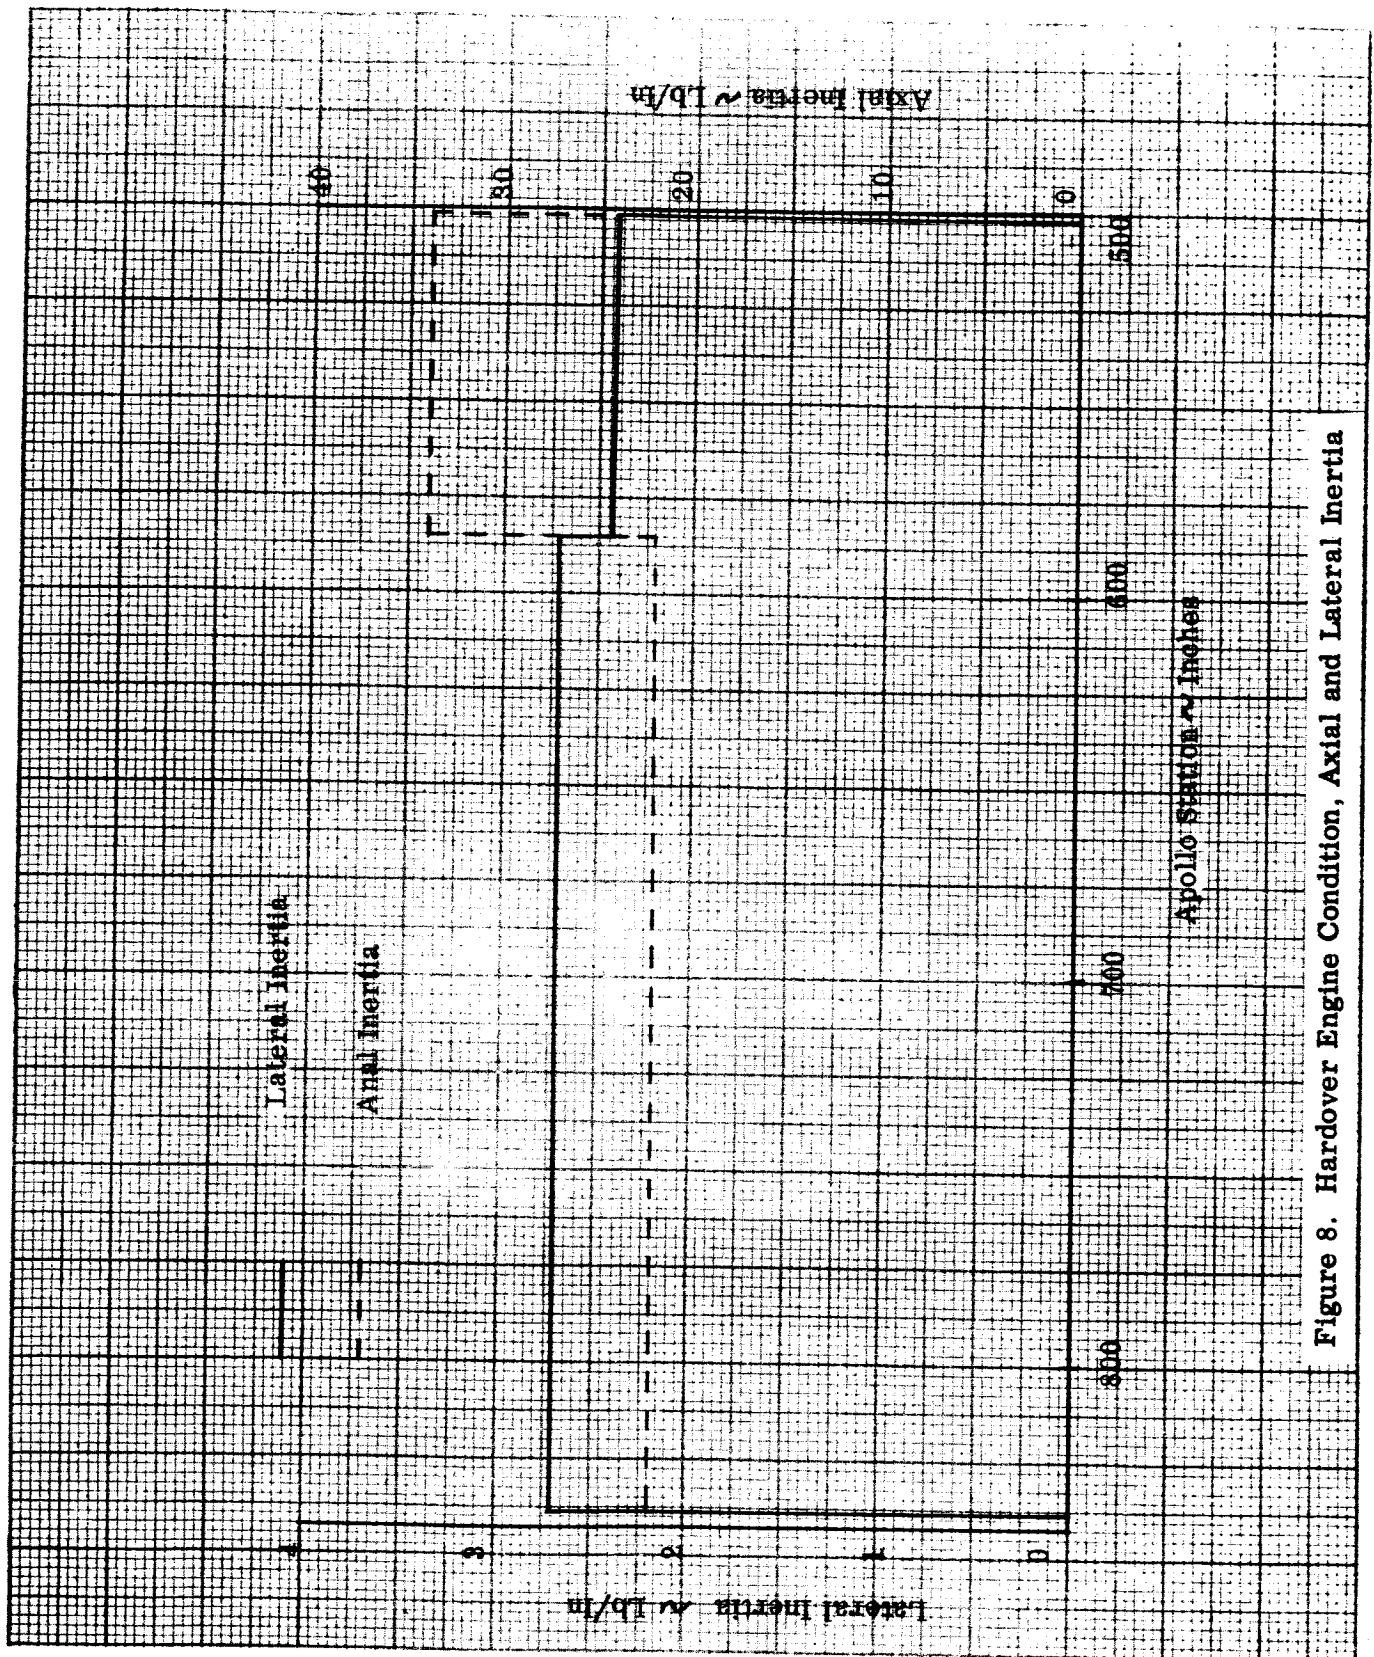 Lateral Inertia
Axial Inertia
Lateral Inertia ~ Lb/In
4
3
2
1
0
Axial Inertia ~ Lb/In
40
30
20
10
0
800
700
600
500
Apollo Station ~ Inches
Figure 8. Hardover Engine Condition, Axial and Lateral Inertia